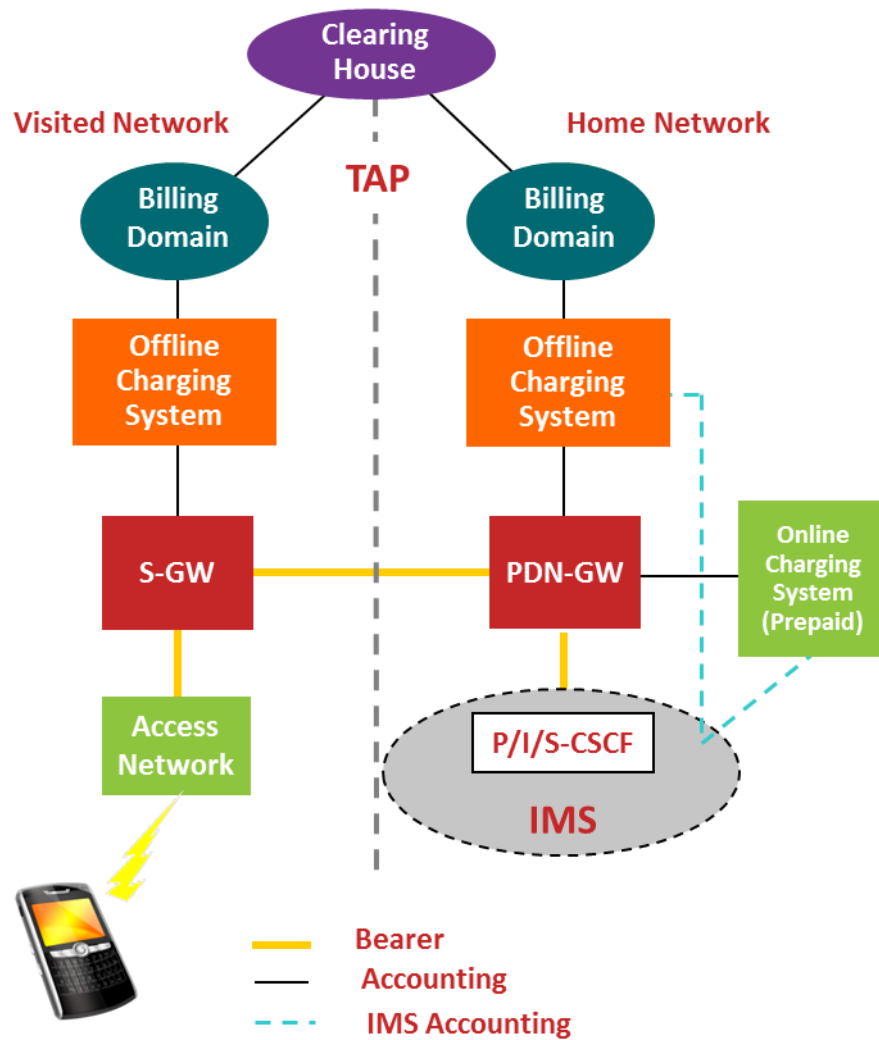 Clearing
House
Visited Network
Home Network
TAP
Billing
Domain
Billing
Domain
Offline
Charging
System
Offline
Charging
System
S-GW
PDN-GW
Online
Charging
System
(Prepaid)
Access
Network
P/I/S-CSCF
IMS
Bearer
Accounting
IMS Accounting